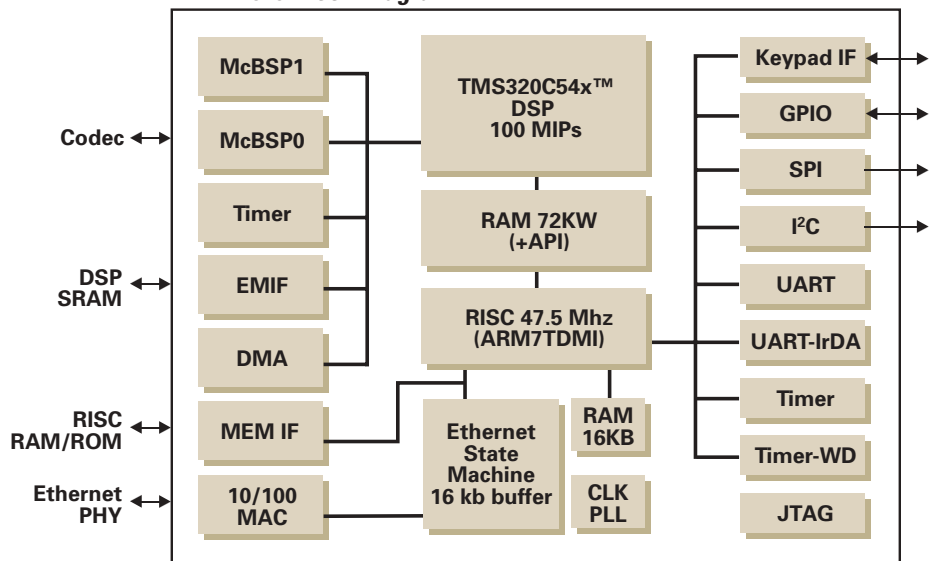 McBSP1
McBSP0
Timer
EMIF
DMA
MEM IF
10/100
MAC
Codec
DSP
SRAM
RISC
RAM/ROM
Ethernet
PHY
TMS320C54x™
DSP
100 MIPs
RAM 72KW
(+API)
RISC 47.5 Mhz
(ARM7TDMI)
Ethernet
State
Machine
16 kb buffer
RAM
16KB
CLK
PLL
Keypad IF
GPIO
SPI
I²C
UART
UART-IrDA
Timer
Timer-WD
JTAG